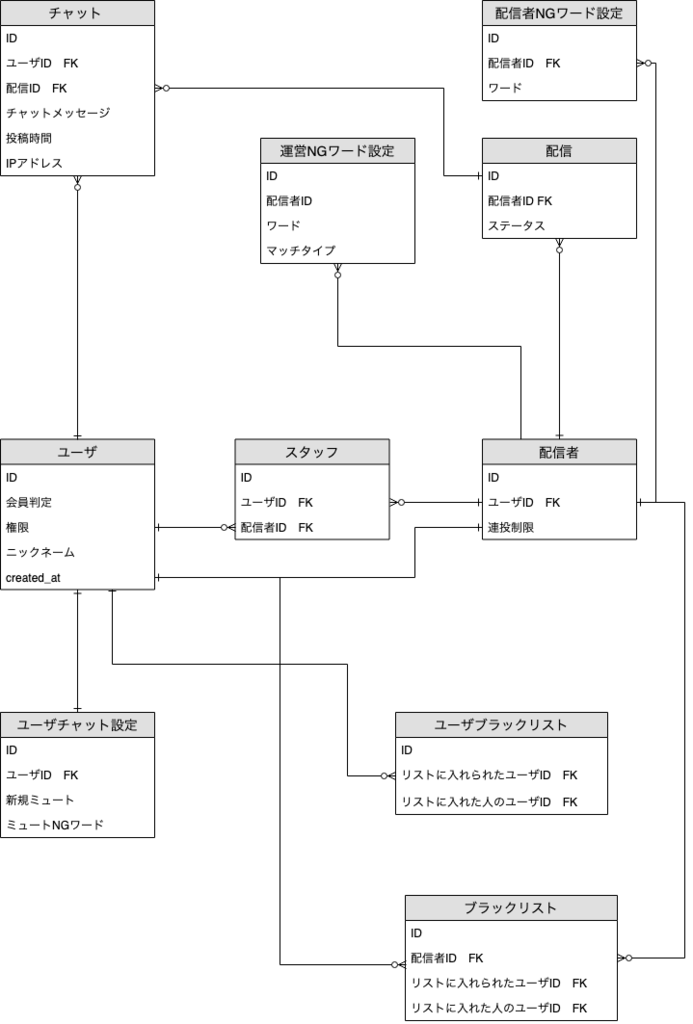 チャット
ID
ユーザID　FK
配信ID　FK
チャットメッセージ
投稿時間
IPアドレス
配信者NGワード設定
ID
配信者ID　FK
ワード
運営NGワード設定
ID
配信者ID
ワード
マッチタイプ
配信
ID
配信者ID FK
ステータス
ユーザ
ID
会員判定
権限
ニックネーム
created_at
スタッフ
ID
ユーザID　FK
配信者ID　FK
配信者
ID
ユーザID　FK
連投制限
ユーザチャット設定
ID
ユーザID　FK
新規ミュート
ミュートNGワード
ユーザブラックリスト
ID
リストに入れられたユーザID　FK
リストに入れた人のユーザID　FK
ブラックリスト
ID
配信者ID　FK
リストに入れられたユーザID　FK
リストに入れた人のユーザID　FK